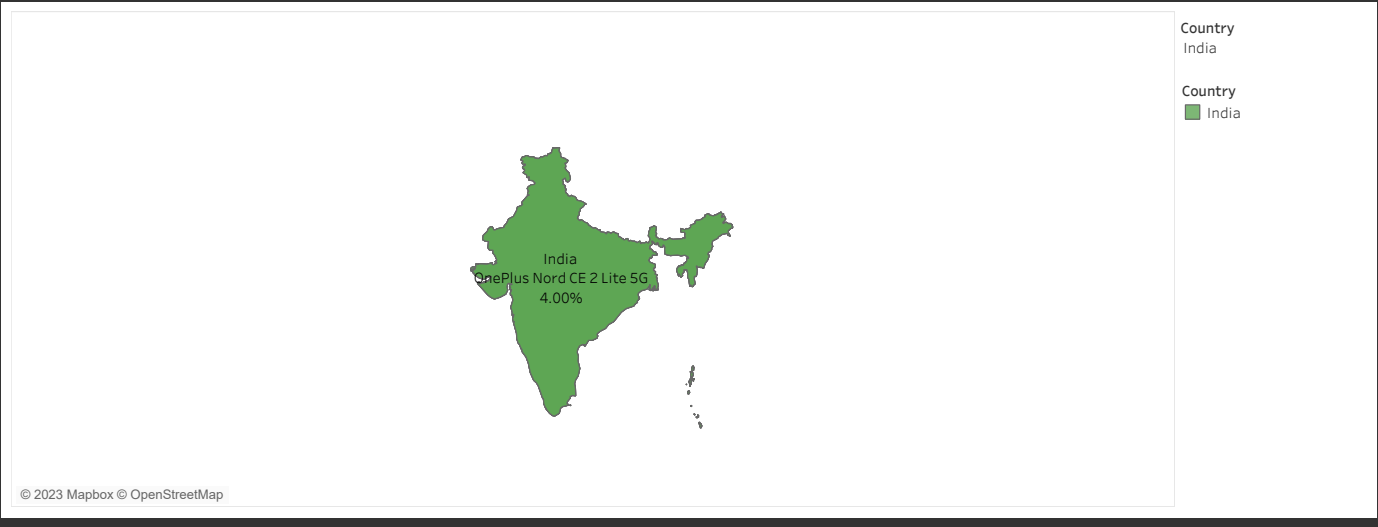 Country
India
Country
India
India
OnePlus Nord CE 2 Lite 5G
4.00%
© 2023 Mapbox © OpenStreetMap